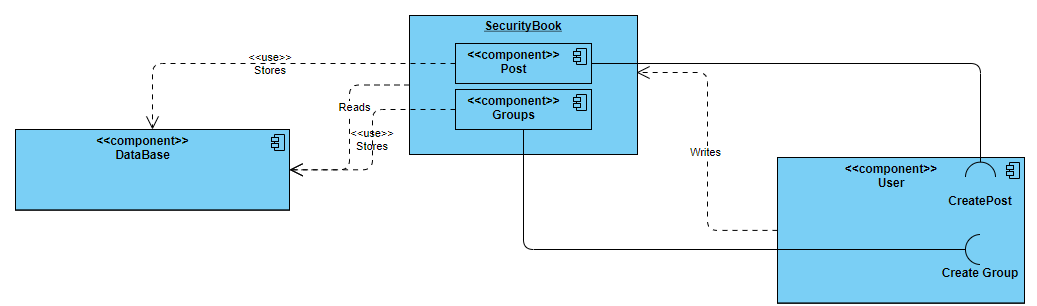 SecurityBook
<<component>>
Post
<<component>>
Groups
<<use>>
Stores
Reads
<<use>>
Stores
<<component>>
DataBase
Writes
<<component>>
User
CreatePost
Create Group